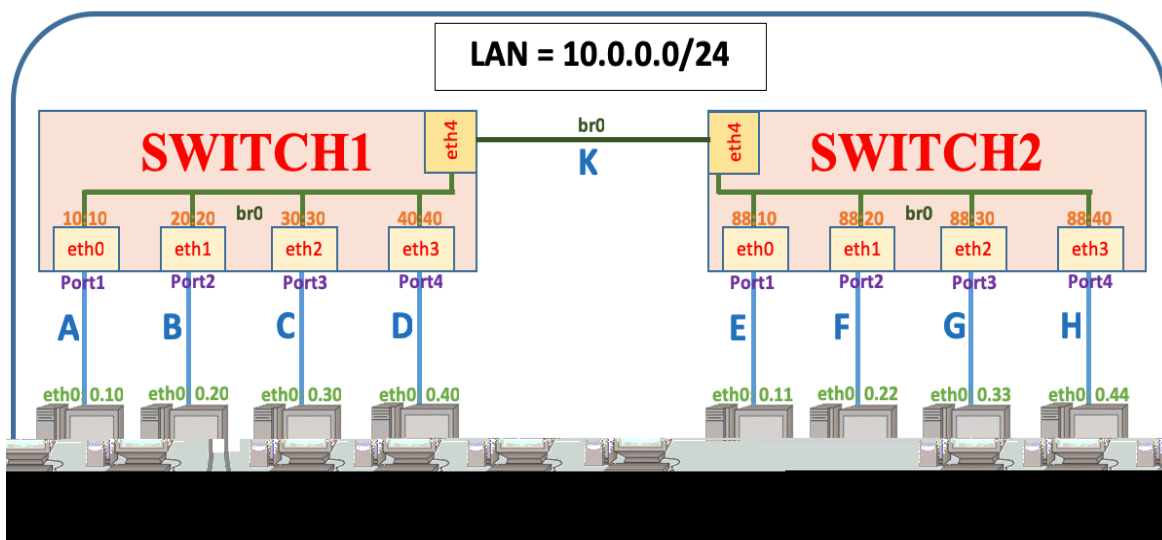 LAN = 10.0.0.0/24
SWITCH1
eth4
br0
K
eth4
SWITCH2
10:10
20:20
br0
30:30
40:40
88:10
88:20
br0
88:30
88:40
eth0
eth1
eth2
eth3
eth0
eth1
eth2
eth3
Port1
Port2
Port3
Port4
Port1
Port2
Port3
Port4
A
B
C
D
E
F
G
H
eth0: 0.10
eth0: 0.20
eth0: 0.30
eth0: 0.40
eth0: 0.11
eth0: 0.22
eth0: 0.33
eth0: 0.44